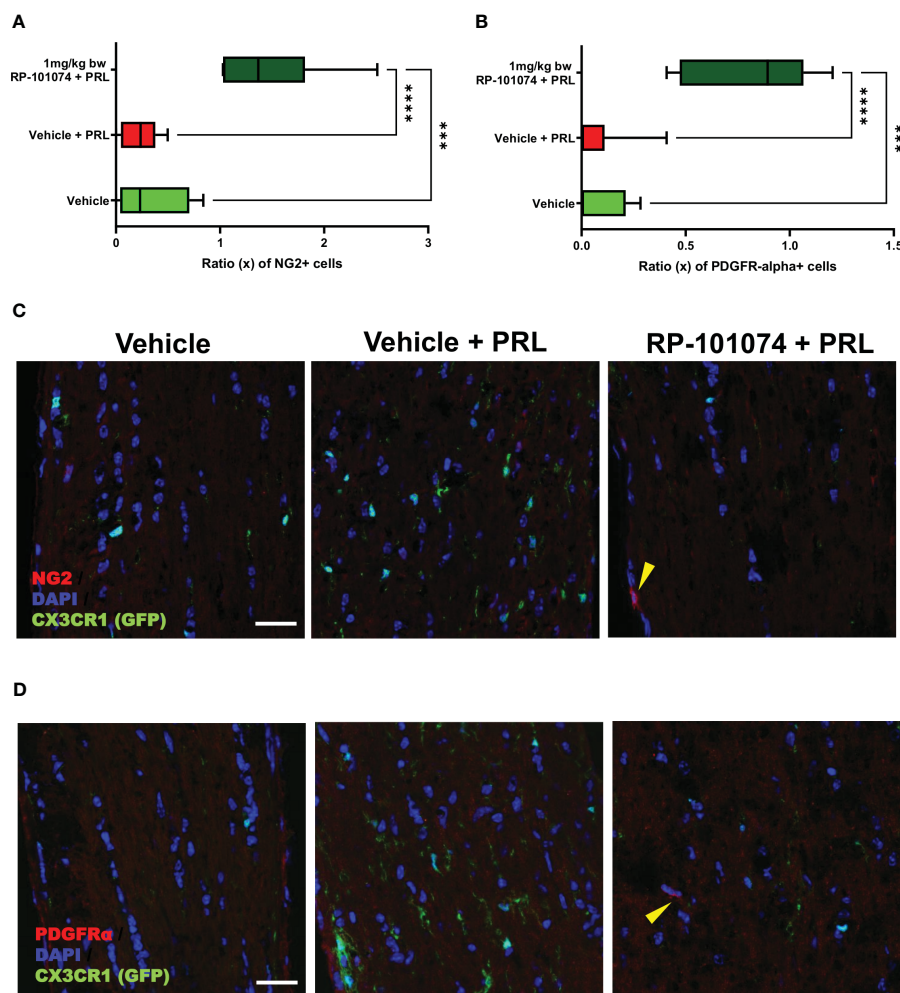 A
1mg/kg bw
RP-101074 + PRL
Vehicle + PRL
Vehicle
****
***
0 1 2 3
Ratio (x) of NG2+ cells
B
1mg/kg bw
RP-101074 + PRL
Vehicle + PRL
Vehicle
****
***
0.0 0.5 1.0 1.5
Ratio (x) of PDGFR-alpha+ cells
C
Vehicle Vehicle + PRL RP-101074 + PRL
NG2 /
DAPI /
CX3CR1 (GFP)
D
PDGFRα /
DAPI /
CX3CR1 (GFP)